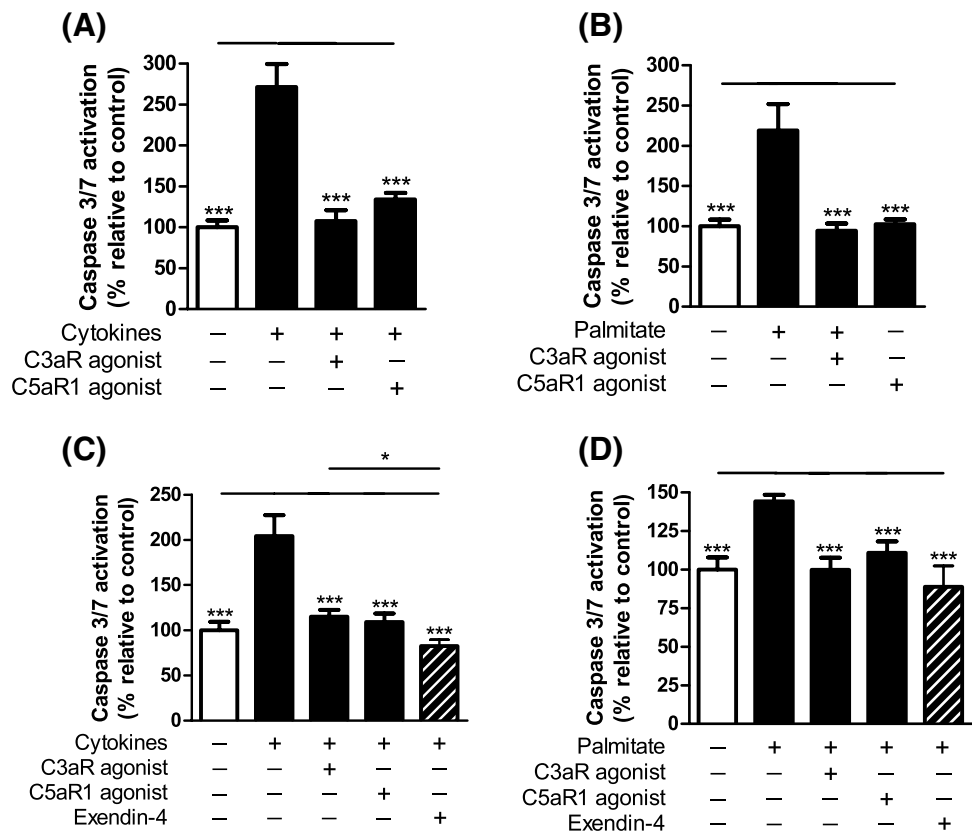 (A)
Caspase 3/7 activation
(% relative to control)
300
250
200
150
100
50
0
*** *** ***
Cytokines – + + +
C3aR agonist – – + –
C5aR1 agonist – – – +
(B)
Caspase 3/7 activation
(% relative to control)
300
250
200
150
100
50
0
*** *** ***
Palmitate – + + –
C3aR agonist – – + –
C5aR1 agonist – – – +
(C)
Caspase 3/7 activation
(% relative to control)
*
250
200
150
100
50
0
*** *** *** ***
Cytokines – + + + +
C3aR agonist – – + – –
C5aR1 agonist – – – + –
Exendin-4 – – – – +
(D)
Caspase 3/7 activation
(% relative to control)
150
125
100
75
50
25
0
*** *** *** ***
Palmitate – + + + +
C3aR agonist – – + – –
C5aR1 agonist – – – + –
Exendin-4 – – – – +